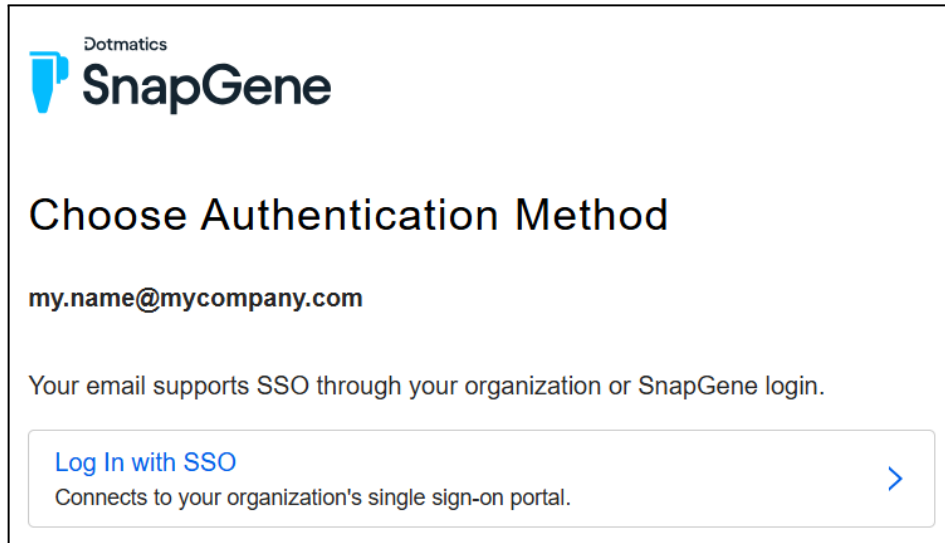 Dotmatics
SnapGene
Choose Authentication Method
my.name@mycompany.com
Your email supports SSO through your organization or SnapGene login.
Log In with SSO
Connects to your organization's single sign-on portal.